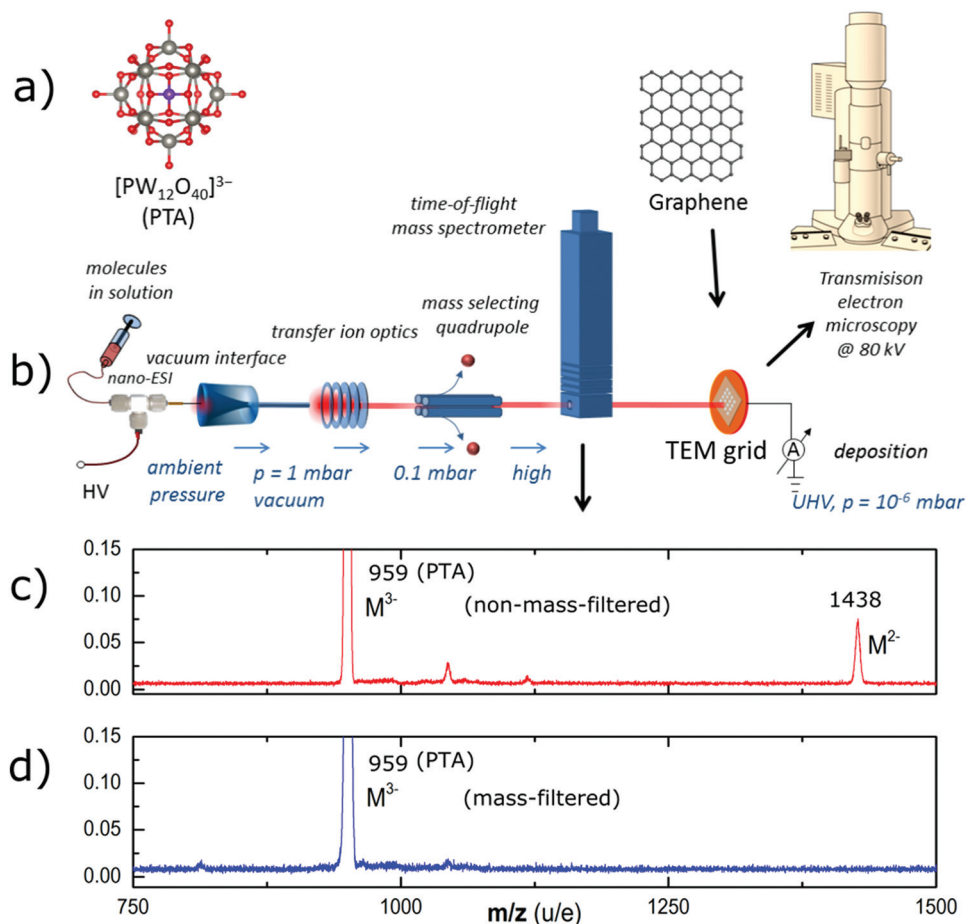 a)
[PW12O40]3–
(PTA)
Graphene
time-of-flight
mass spectrometer
Transmisison
electron
microscopy
@ 80 kV
molecules
in solution
b)
nano-ESI
vacuum interface
transfer ion optics
mass selecting
quadrupole
HV
ambient
pressure
p = 1 mbar
vacuum
0.1 mbar
high
TEM grid
A
deposition
UHV, p = 10-6 mbar
c)
0.15
0.10
0.05
0.00
959 (PTA)
M3-
(non-mass-filtered)
1438
M2-
d)
0.15
0.10
0.05
0.00
959 (PTA)
M3-
(mass-filtered)
750
1000
1250
1500
m/z (u/e)